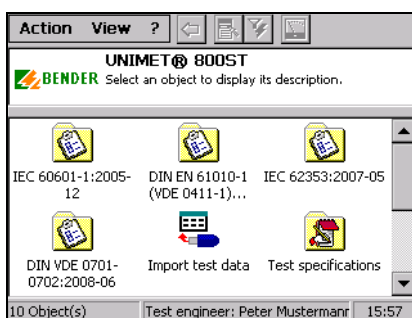 Action View ?
UNIMET® 800ST
BENDER Select an object to display its description.
IEC 60601-1:2005- DIN EN 61010-1 IEC 62353:2007-05
12 (VDE 0411-1)...
DIN VDE 0701- Import test data Test specifications
0702:2008-06
10 Object(s) Test engineer: Peter Mustermanr 15:57